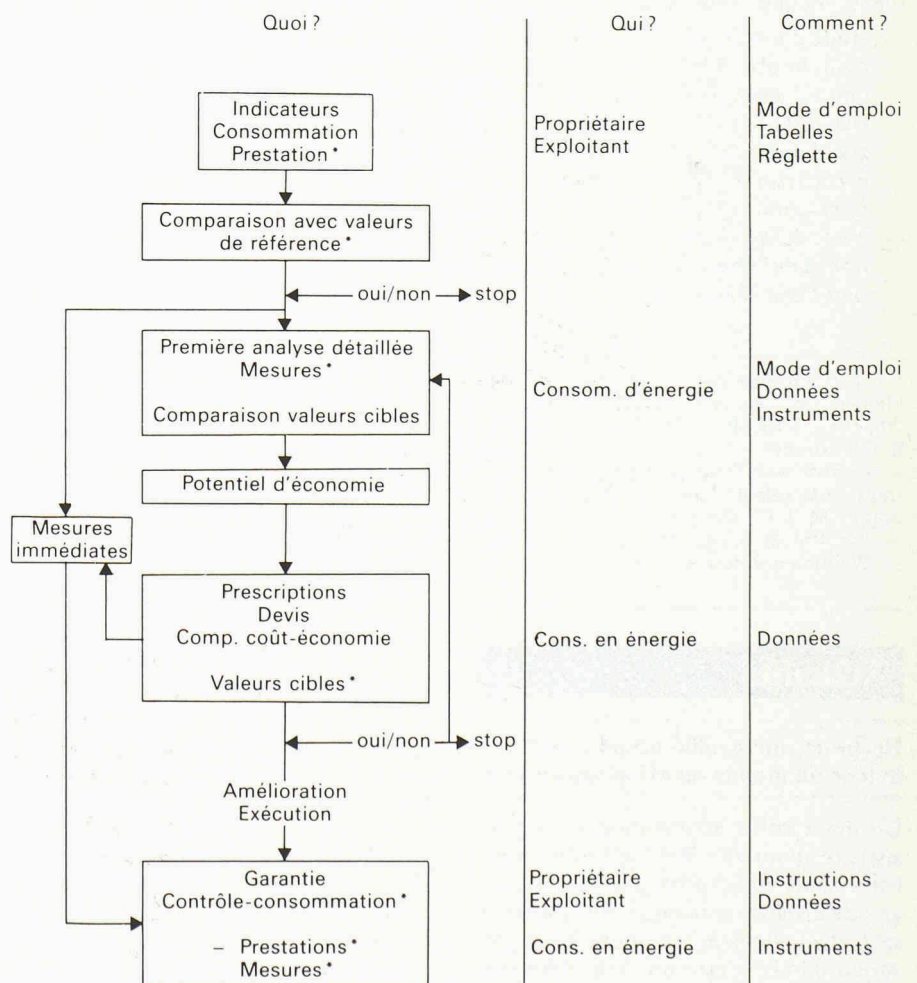 Quoi ?
Qui ?
Comment ?
Indicateurs
Consommation
Prestation*
Propriétaire
Exploitant
Mode d'emploi
Tabelles
Réglette
Comparaison avec valeurs
de référence*
oui/non
stop
Première analyse détaillée
Mesures*
Comparaison valeurs cibles
Consom. d'énergie
Mode d'emploi
Données
Instruments
Potentiel d'économie
Mesures
immédiates
Prescriptions
Devis
Comp. coût-économie
Valeurs cibles*
Cons. en énergie
Données
oui/non
stop
Amélioration
Exécution
Garantie
Contrôle-consommation*
– Prestations*
Mesures*
Propriétaire
Exploitant
Cons. en énergie
Instructions
Données
Instruments